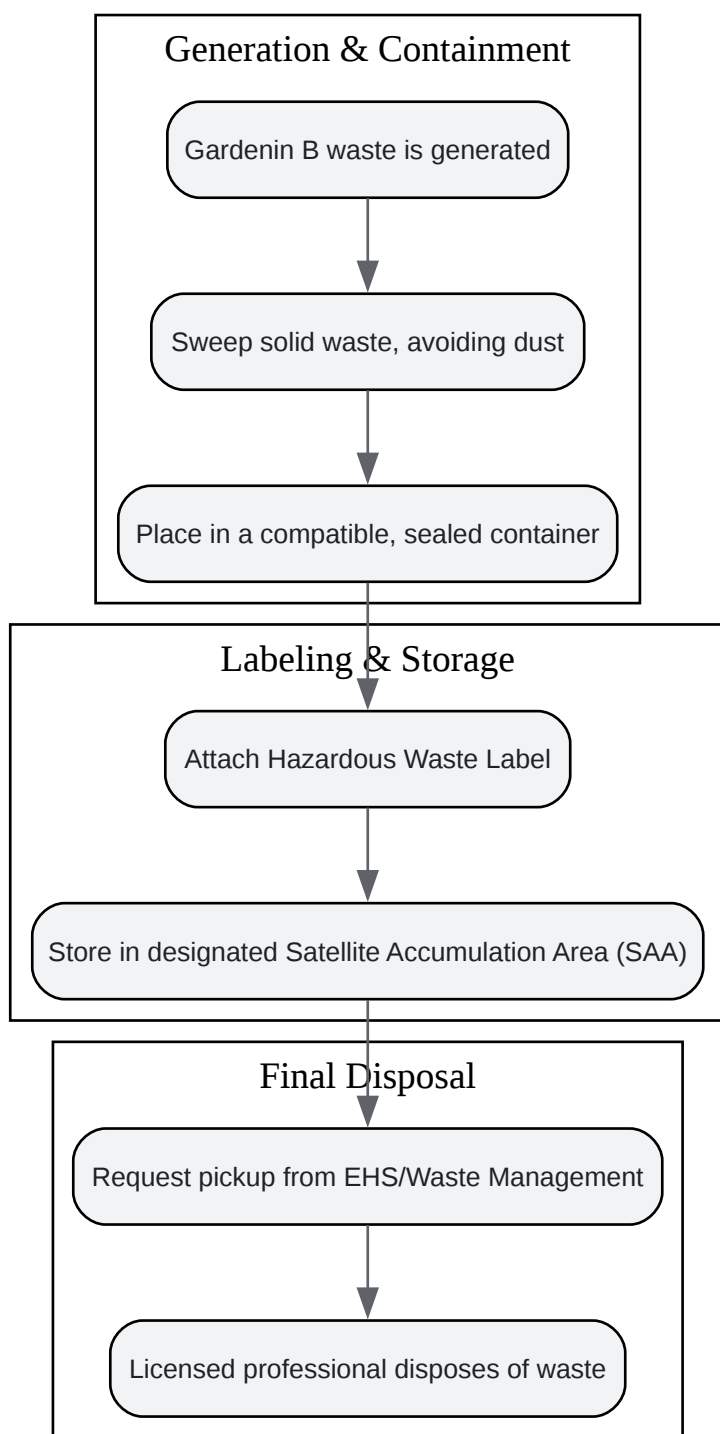 Generation & Containment
Gardenin B waste is generated
Sweep solid waste, avoiding dust
Place in a compatible, sealed container
Labeling & Storage
Attach Hazardous Waste Label
Store in designated Satellite Accumulation Area (SAA)
Final Disposal
Request pickup from EHS/Waste Management
Licensed professional disposes of waste